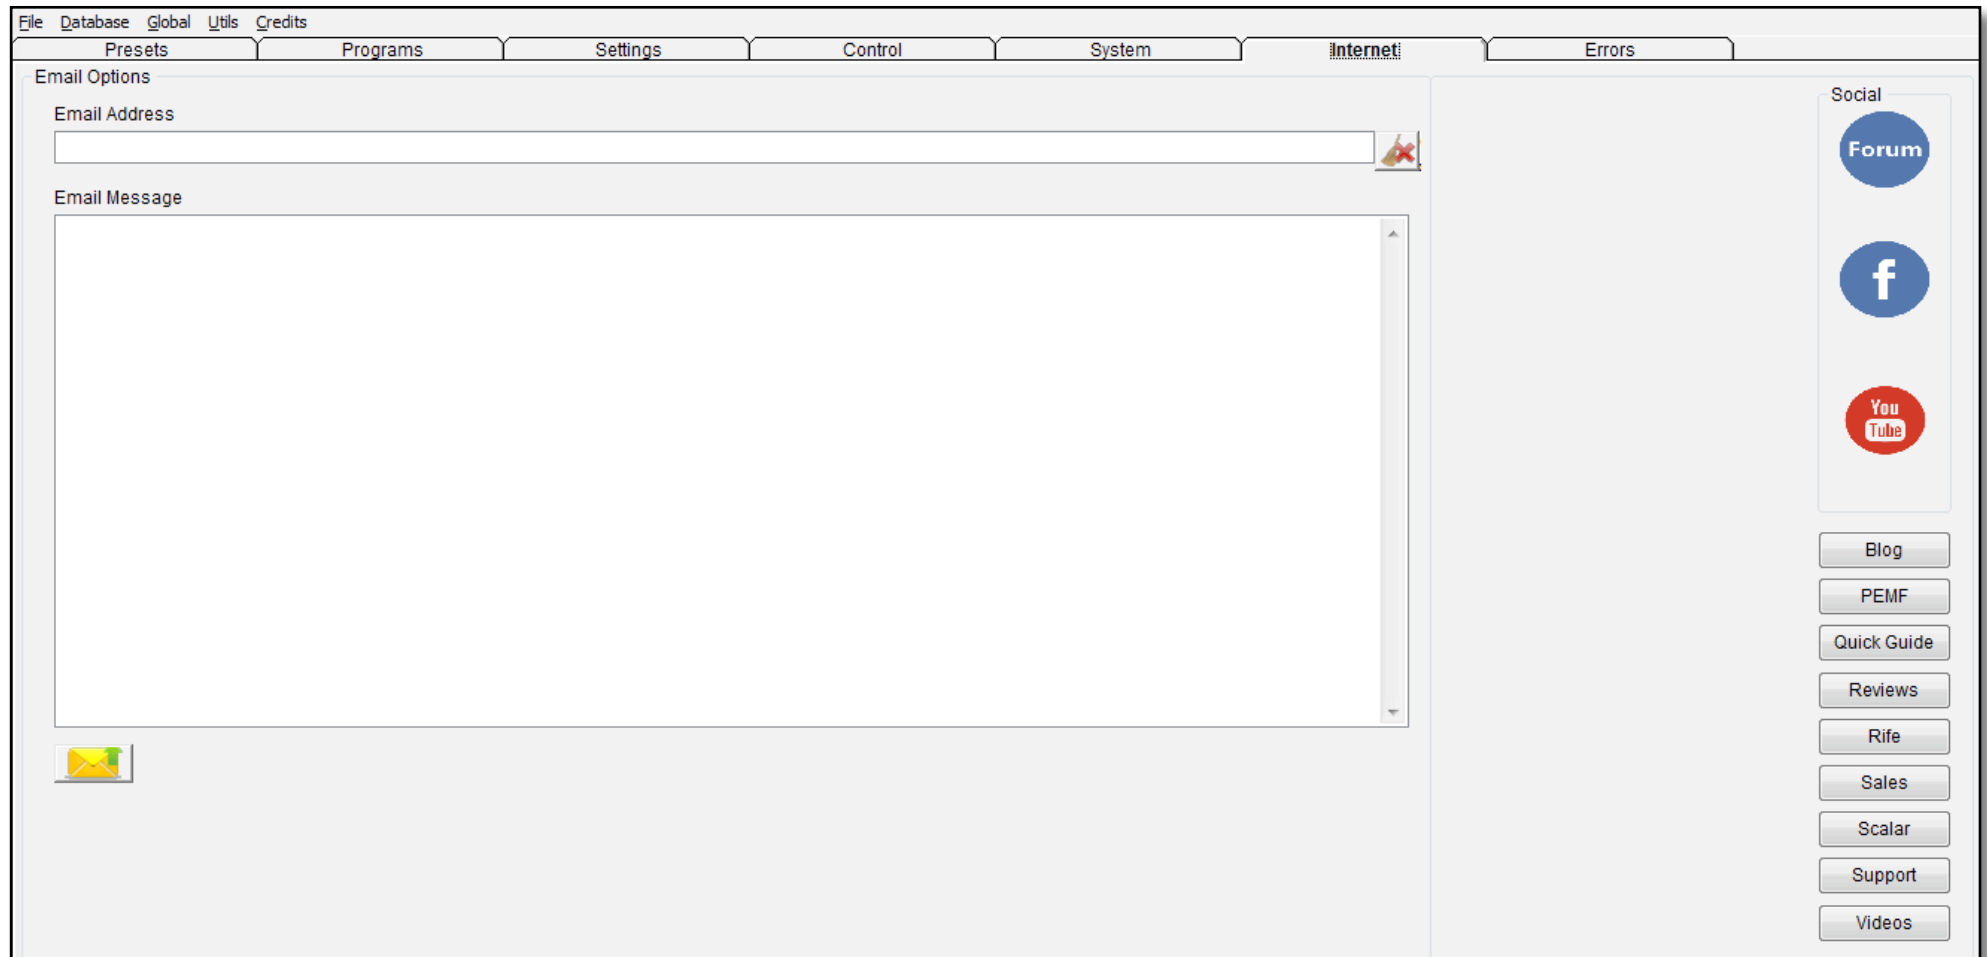 File Database Global Utils Credits
Presets Programs Settings Control System Internet Errors
Email Options
Email Address
Email Message
Social
Forum
f
You
Tube
Blog
PEMF
Quick Guide
Reviews
Rife
Sales
Scalar
Support
Videos